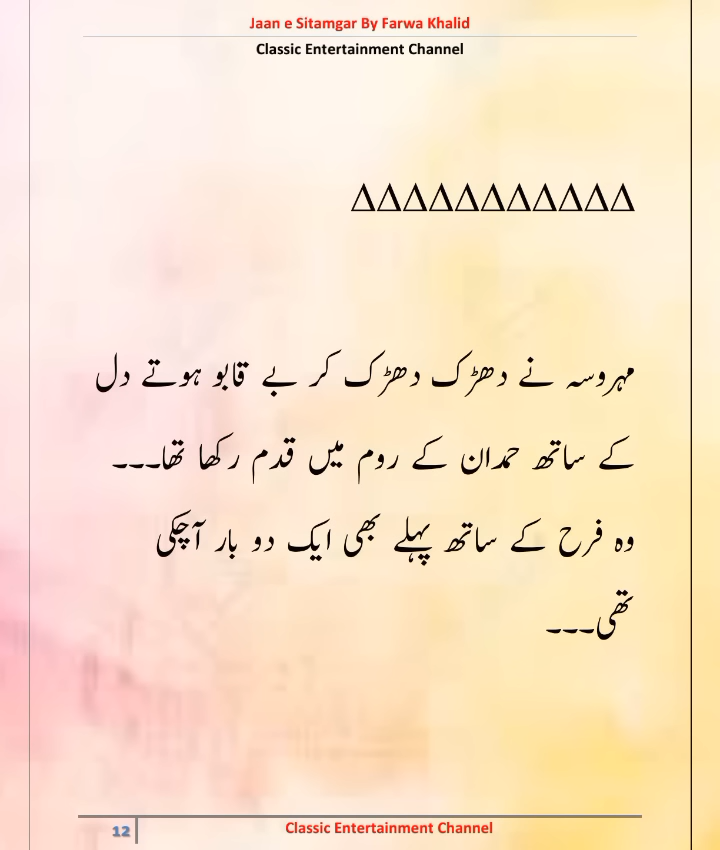 Jaan e Sitamgar By Farwa Khalid
Classic Entertainment Channel
ΔΔΔΔΔΔΔΔΔΔΔ
مہروسہ نے دھڑک دھڑک کر بے قابو ہوتے دل
کے ساتھ حمدان کے روم میں قدم رکھا تھا۔۔۔
وہ فرح کے ساتھ پہلے بھی ایک دو بار آچکی
تھی۔۔۔
12
Classic Entertainment Channel